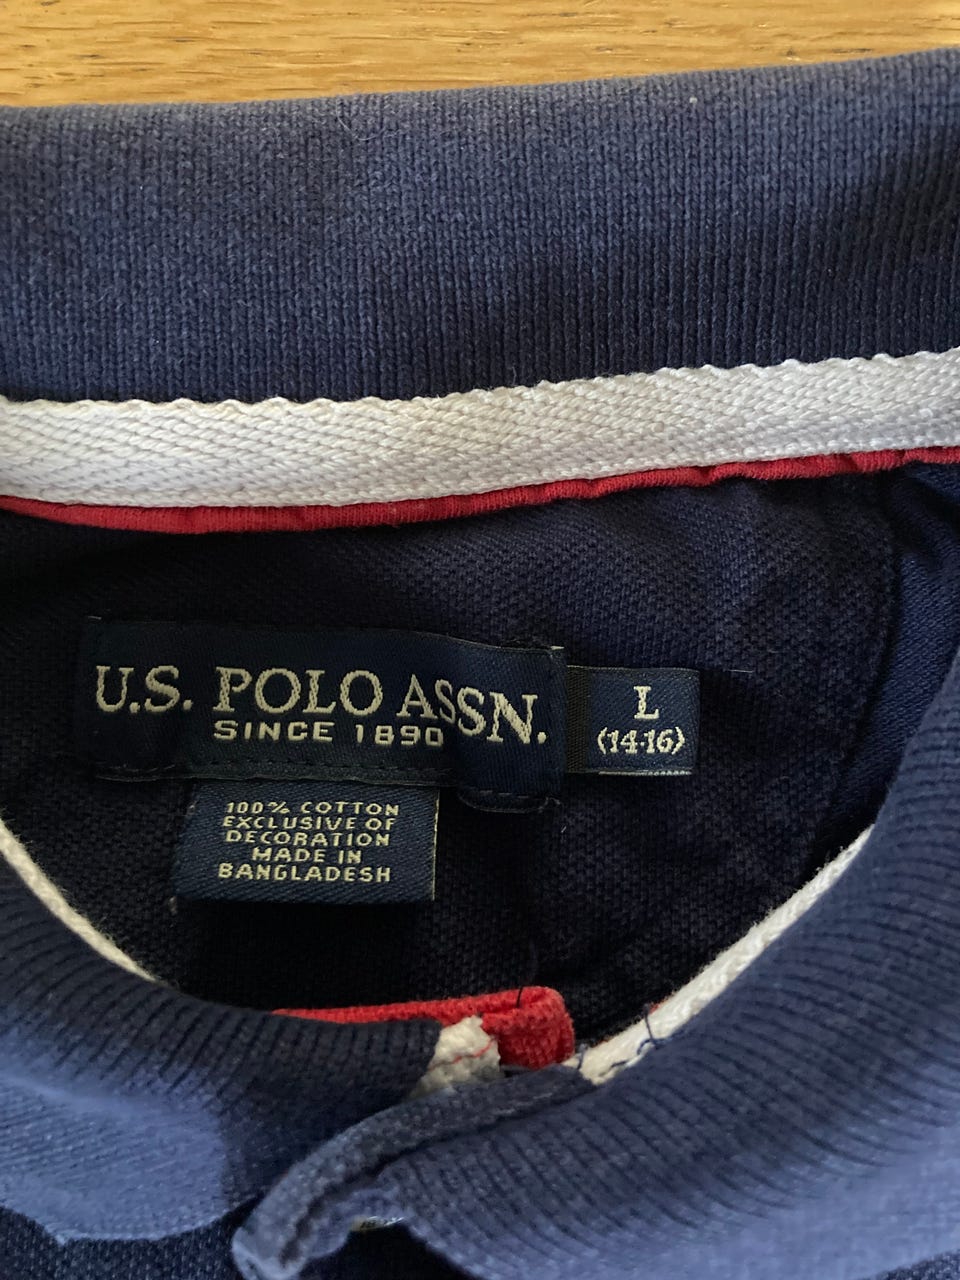 U.S. POLO ASSN.
SINCE 1890
L
(14-16)
100% COTTON
EXCLUSIVE OF
DECORATION
MADE IN
BANGLADESH